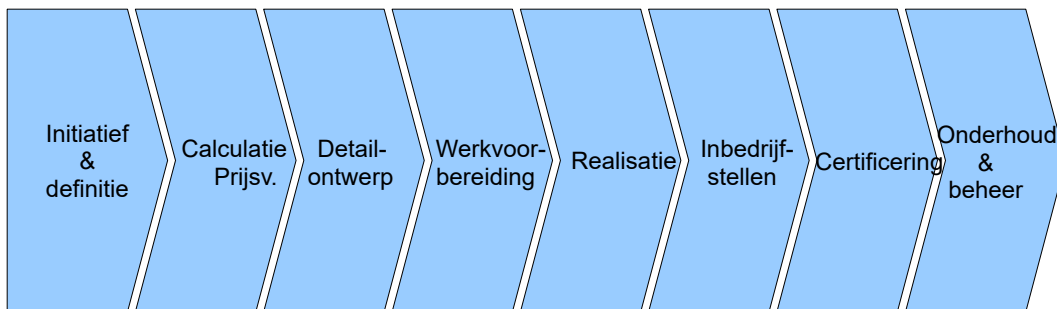 Initiatief
&
definitie
Calculatie
Prijsv.
Detail-
ontwerp
Werkvoor-
bereiding
Realisatie
Inbedrijf-
stellen
Certificering
Onderhoud
&
beheer